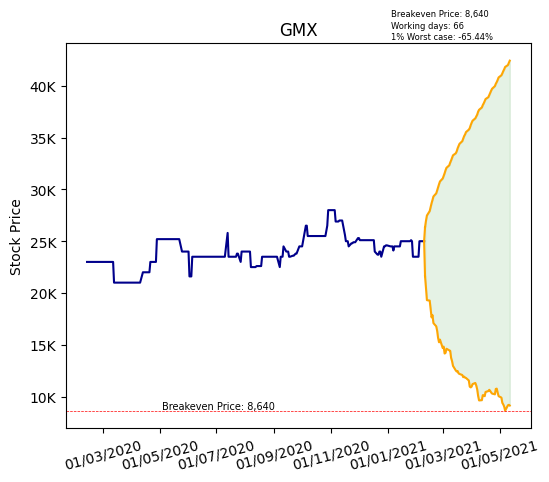 Breakeven Price: 8,640
Working days: 66
1% Worst case: -65.44%
GMX
Stock Price
40K
35K
30K
25K
20K
15K
10K
Breakeven Price: 8,640
01/03/2020
01/05/2020
01/07/2020
01/09/2020
01/11/2020
01/01/2021
01/03/2021
01/05/2021